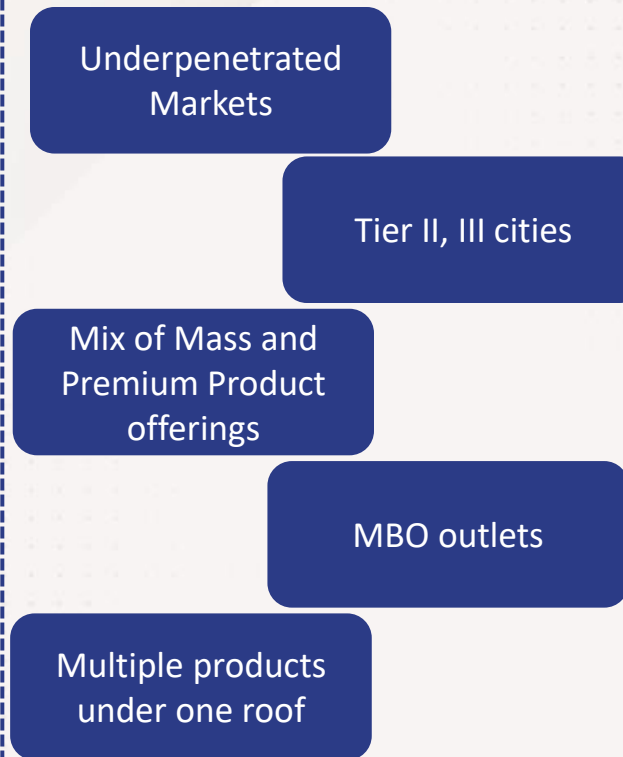 Underpenetrated
Markets
Tier II, III cities
Mix of Mass and
Premium Product
offerings
MBO outlets
Multiple products
under one roof